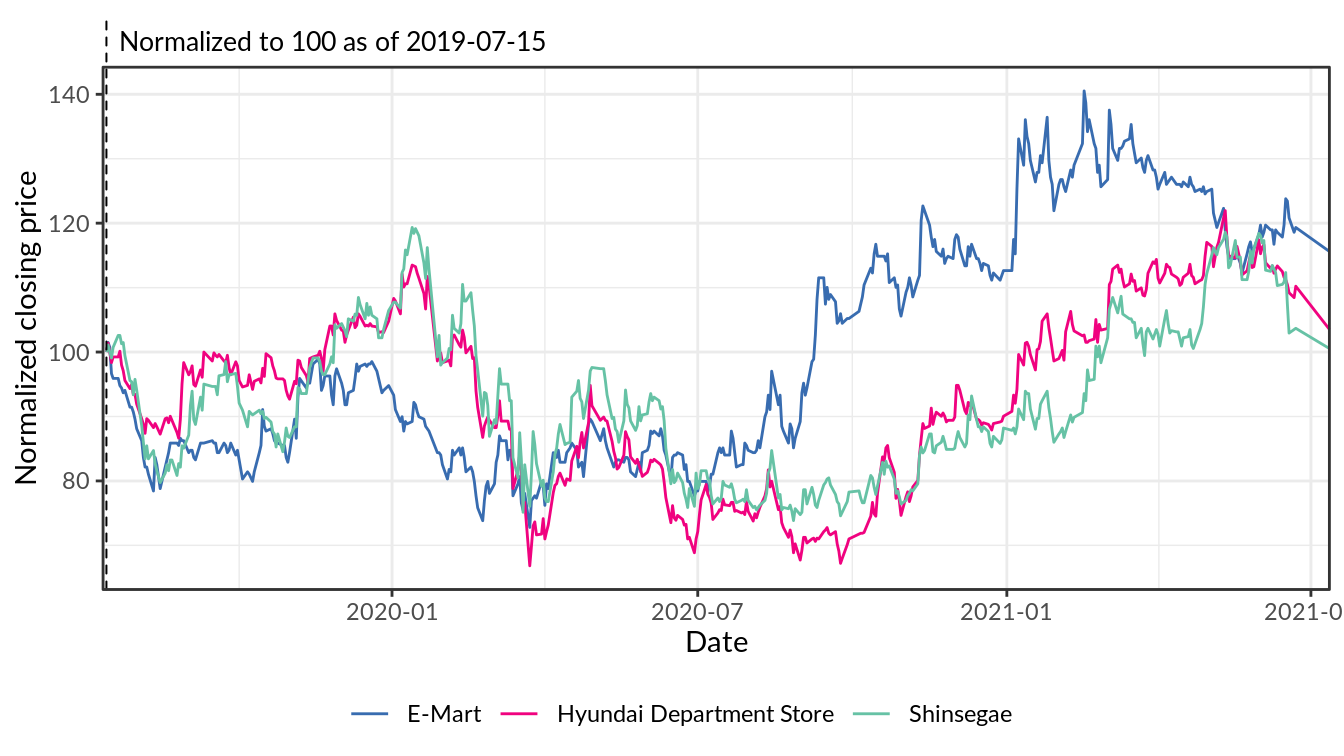 Normalized to 100 as of 2019-07-15
140
120
100
80
Normalized closing price
2020-01
2020-07
2021-01
2021-0
Date
E-Mart
Hyundai Department Store
Shinsegae